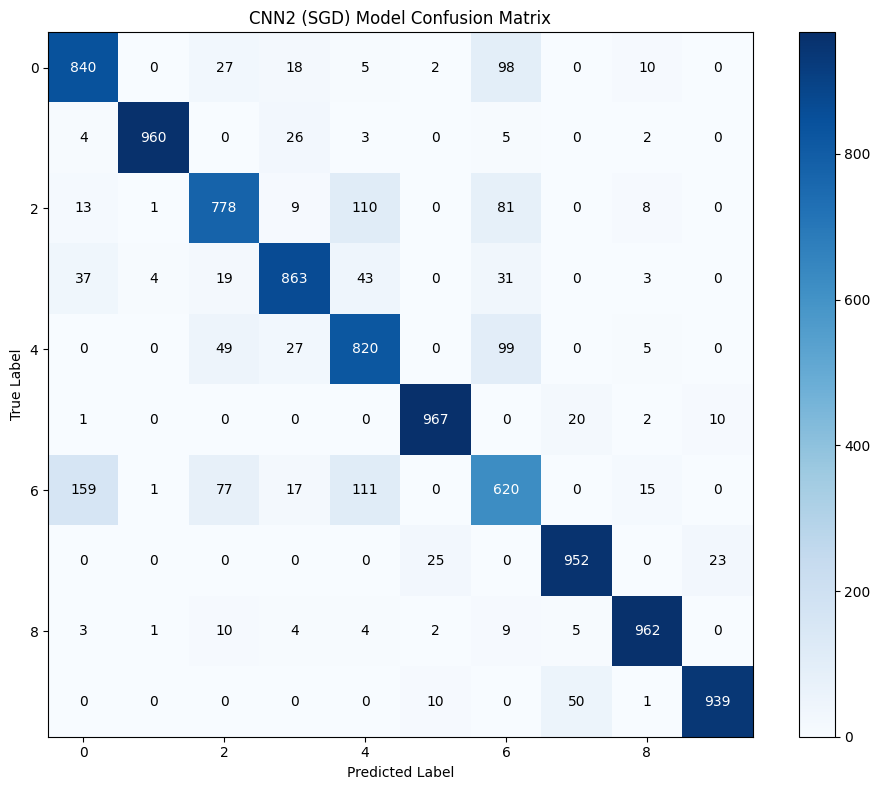 CNN2 (SGD) Model Confusion Matrix
0 840 0 27 18 5 2 98 0 10 0
4 960 0 26 3 0 5 0 2 0
2 13 1 778 9 110 0 81 0 8 0
37 4 19 863 43 0 31 0 3 0
4 0 0 49 27 820 0 99 0 5 0
1 0 0 0 0 967 0 20 2 10
6 159 1 77 17 111 0 620 0 15 0
0 0 0 0 0 25 0 952 0 23
8 3 1 10 4 4 2 9 5 962 0
0 0 0 0 0 10 0 50 1 939
0 2 4 6 8
Predicted Label
True Label
800
600
400
200
0